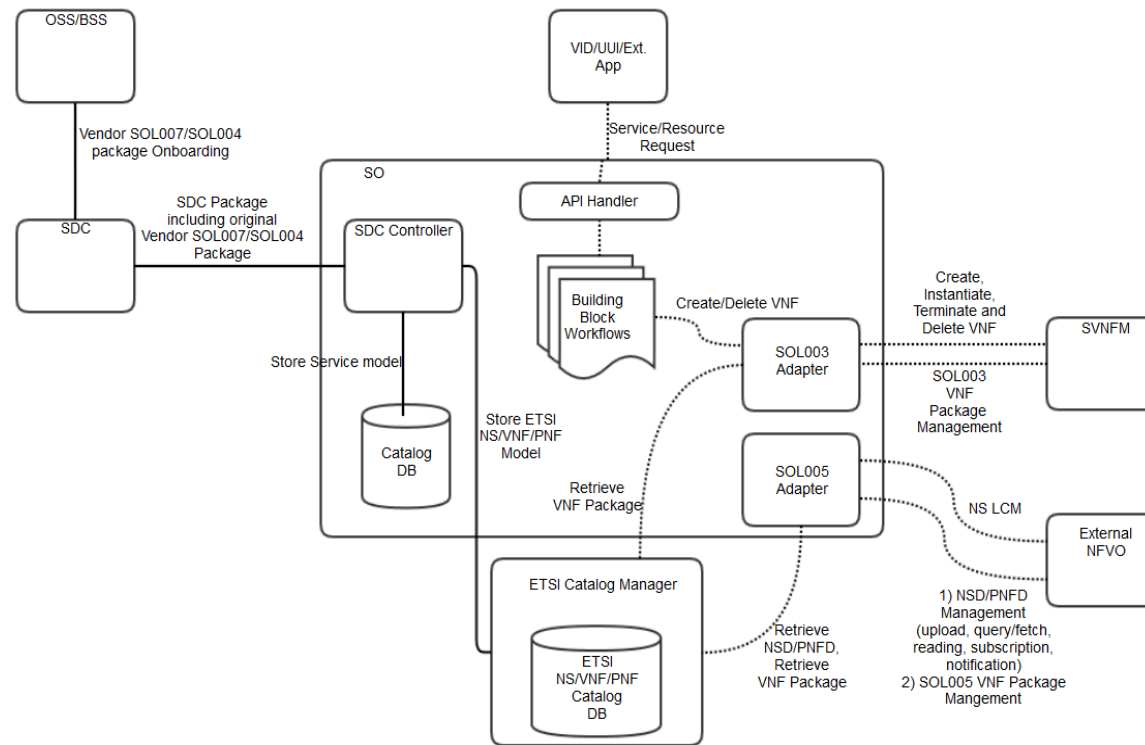 OSS/BSS
VID/UUI/Ext.
App
Vendor SOL007/SOL004
package Onboarding
Service/Resource
Request
SO
SDC
SDC Package
including original
Vendor SOL007/SOL004
Package
SDC Controller
API Handler
Building
Block
Workflows
Create/Delete VNF
SOL003
Adapter
Create,
Instantiate,
Terminate and
Delete VNF
SVNFM
SOL003
VNF
Package
Management
Store Service model
Catalog
DB
Store ETSI
NS/VNF/PNF
Model
Retrieve
VNF Package
SOL005
Adapter
NS LCM
External
NFVO
ETSI Catalog Manager
ETSI
NS/VNF/PNF
Catalog
DB
Retrieve
NSD/PNFD,
Retrieve
VNF Package
1) NSD/PNFD
Management
(upload, query/fetch,
reading, subscription,
notification)
2) SOL005 VNF Package
Mangement